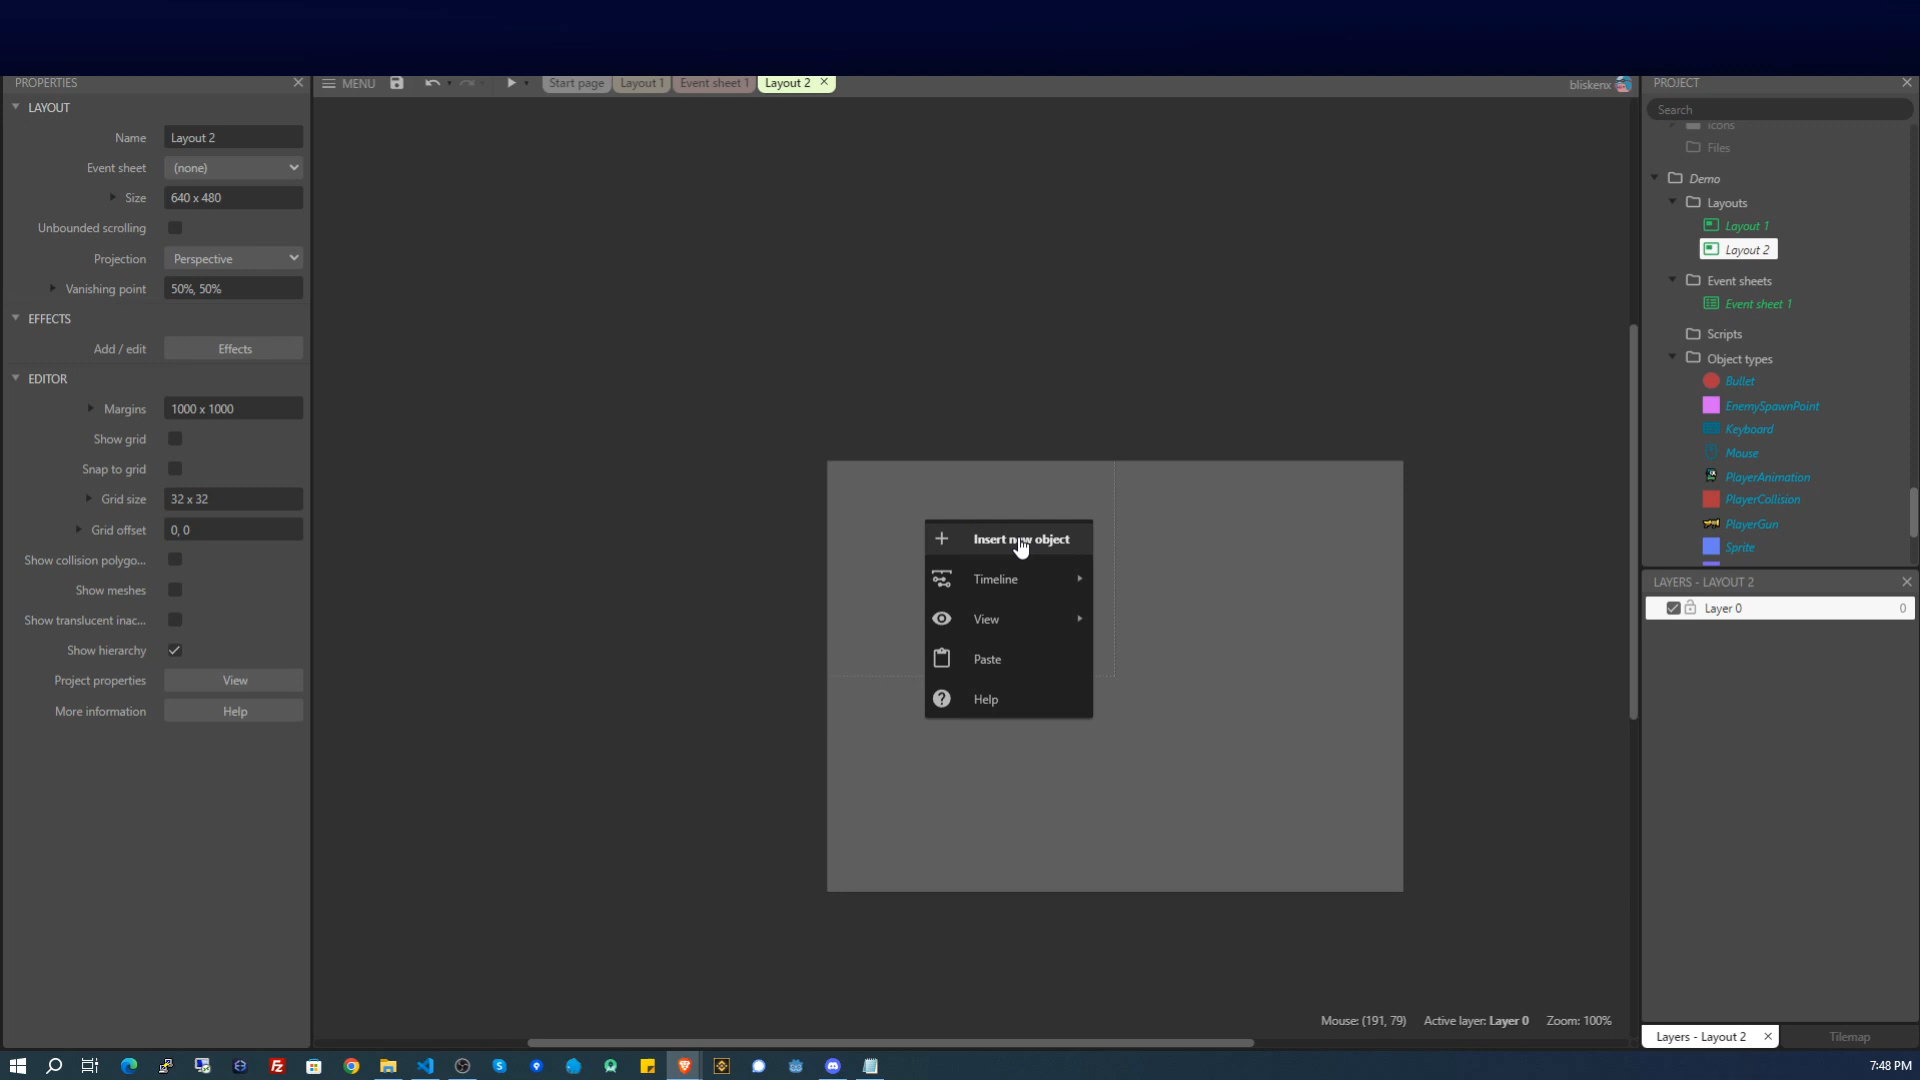 PROPERTIES
LAYOUT
Name Layout 2
Event sheet (none)
Size 640 x 480
Unbounded scrolling
Projection Perspective
Vanishing point 50%, 50%
EFFECTS
Add / edit Effects
EDITOR
Margins 1000 x 1000
Show grid
Snap to grid
Grid size 32 x 32
Grid offset 0, 0
Show collision polygo...
Show meshes
Show translucent inac...
Show hierarchy
Project properties View
More information Help
MENU
Start page Layout 1 Event sheet 1 Layout 2
bliskenx
Insert new object
Timeline
View
Paste
Help
Mouse: (191, 79) Active layer: Layer 0 Zoom: 100%
PROJECT
Search
Icons
Files
Demo
Layouts
Layout 1
Layout 2
Event sheets
Event sheet 1
Scripts
Object types
Bullet
EnemySpawnPoint
Keyboard
Mouse
PlayerAnimation
PlayerCollision
PlayerGun
Sprite
LAYERS - LAYOUT 2
Layer 0 0
Layers - Layout 2 Tilemap
7:48 PM